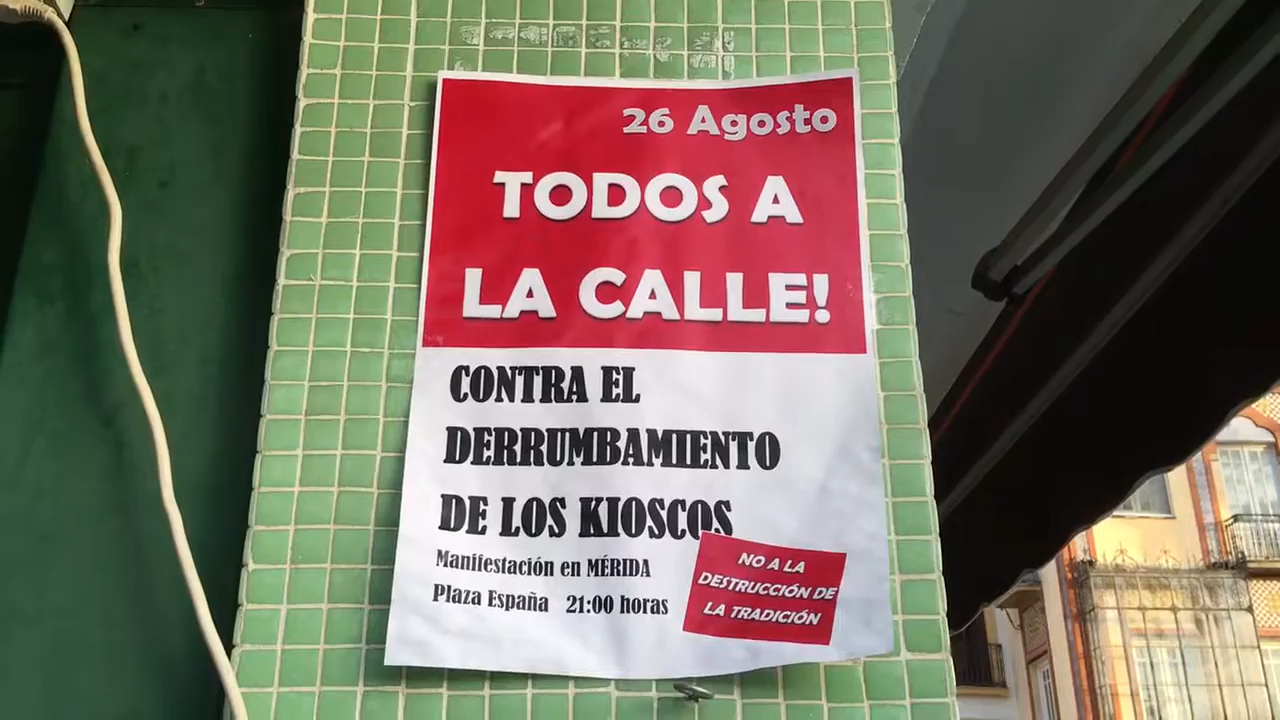 26 Agosto
TODOS A
LA CALLE!
CONTRA EL
DERRUMBAMIENTO
DE LOS KIOSCOS
Manifestación en MÉRIDA
Plaza España 21:00 horas
NO A LA
DESTRUCCIÓN DE
LA TRADICIÓN